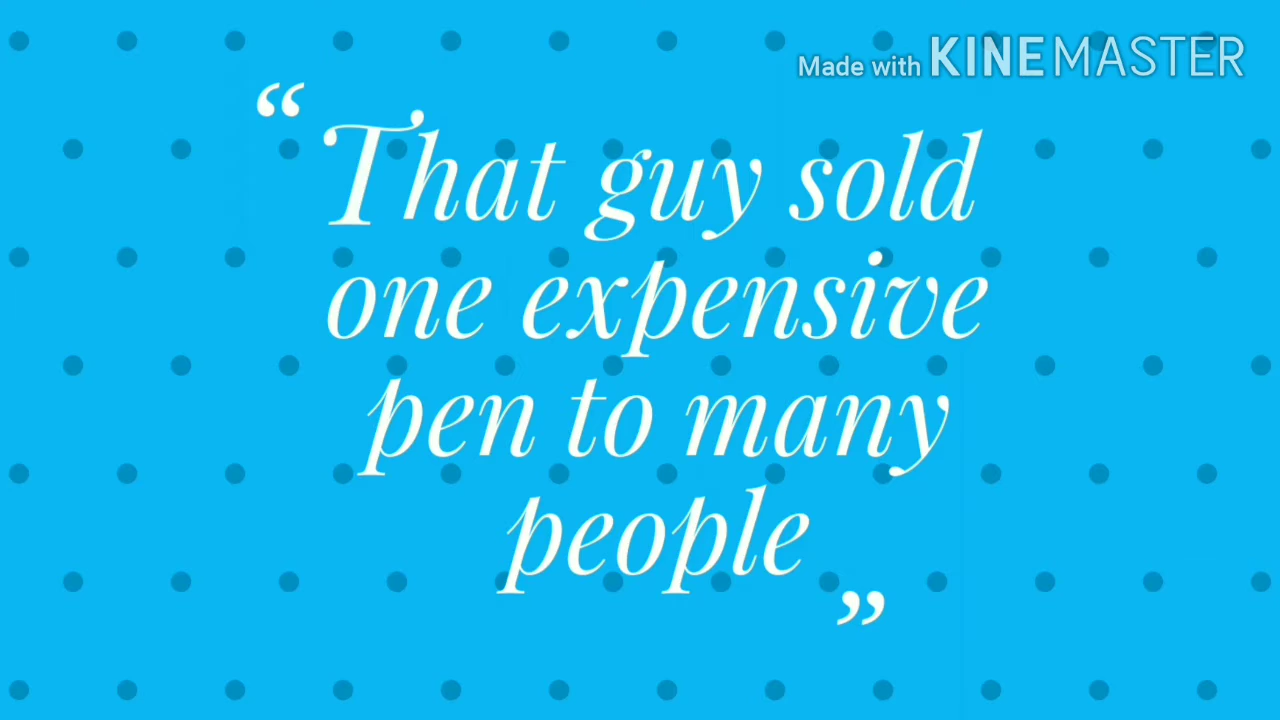 Made with KINEMASTER
“ That guy sold
one expensive
pen to many
people ”